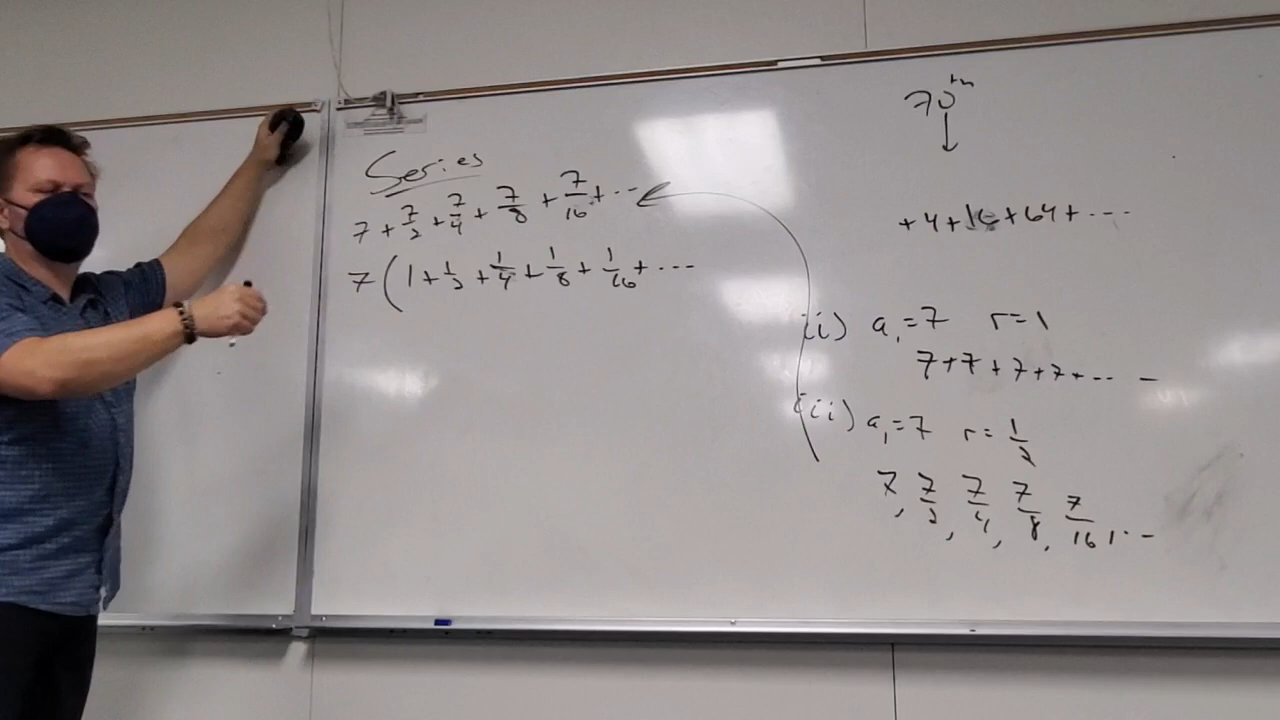 Series
7 + 7/2 + 7/4 + 7/8 + 7/16 + ...
7 ( 1 + 1/2 + 1/4 + 1/8 + 1/16 + ...
70th
↓
+ 4 + 16 + 64 + ...
(i) a₁ = 7 r = 1
7 + 7 + 7 + 7 + ...
(ii) a₁ = 7 r = 1/2
7, 7/2, 7/4, 7/8, 7/16, ...